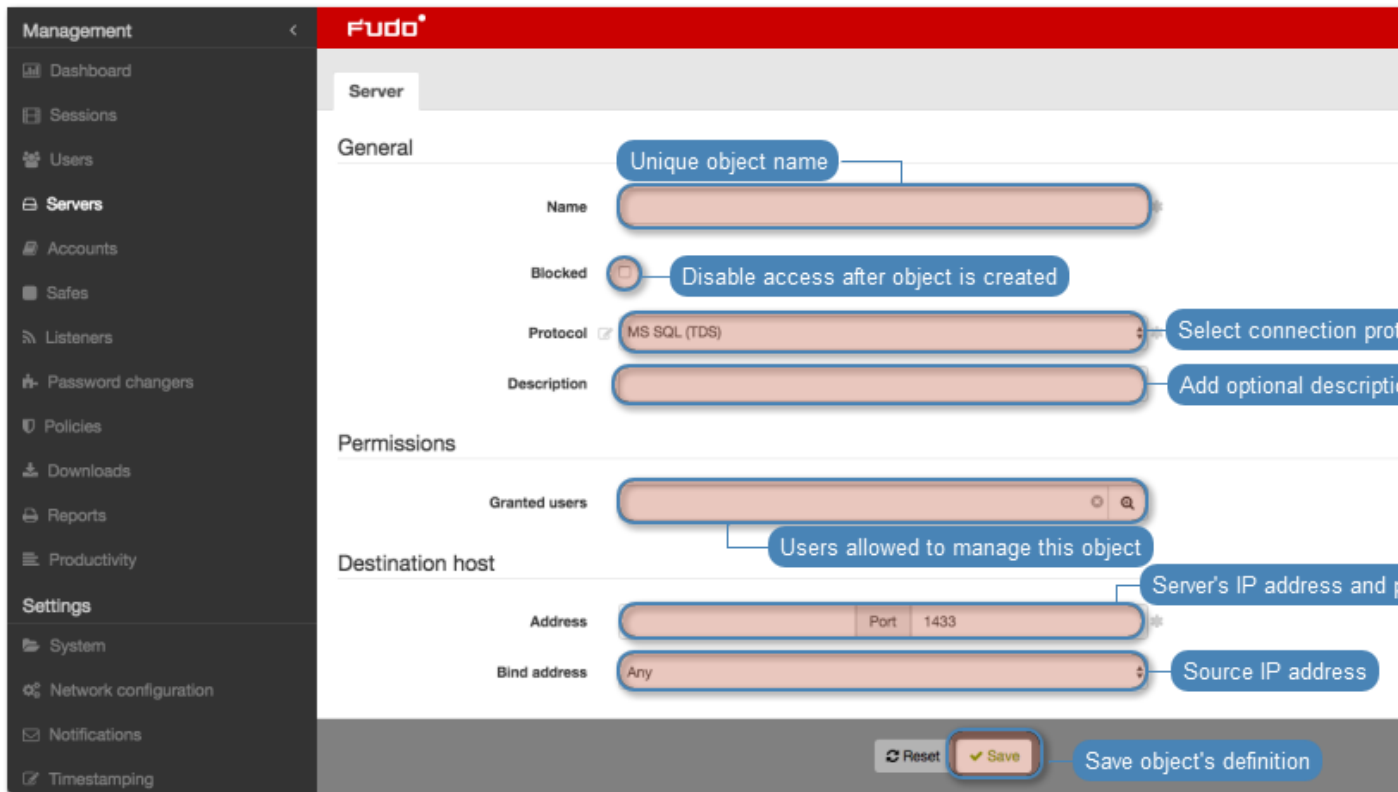 Management
Dashboard
Sessions
Users
Servers
Accounts
Safes
Listeners
Password changers
Policies
Downloads
Reports
Productivity
Settings
System
Network configuration
Notifications
Timestamping
FUDO
Server
General
Unique object name
Name
Blocked
Disable access after object is created
Protocol
MS SQL (TDS)
Select connection
Description
Add optional
Permissions
Granted users
Users allowed to manage this object
Destination host
Server's IP address and
Address
Port 1433
Bind address
Any
Source IP address
Reset
Save
Save object's definition